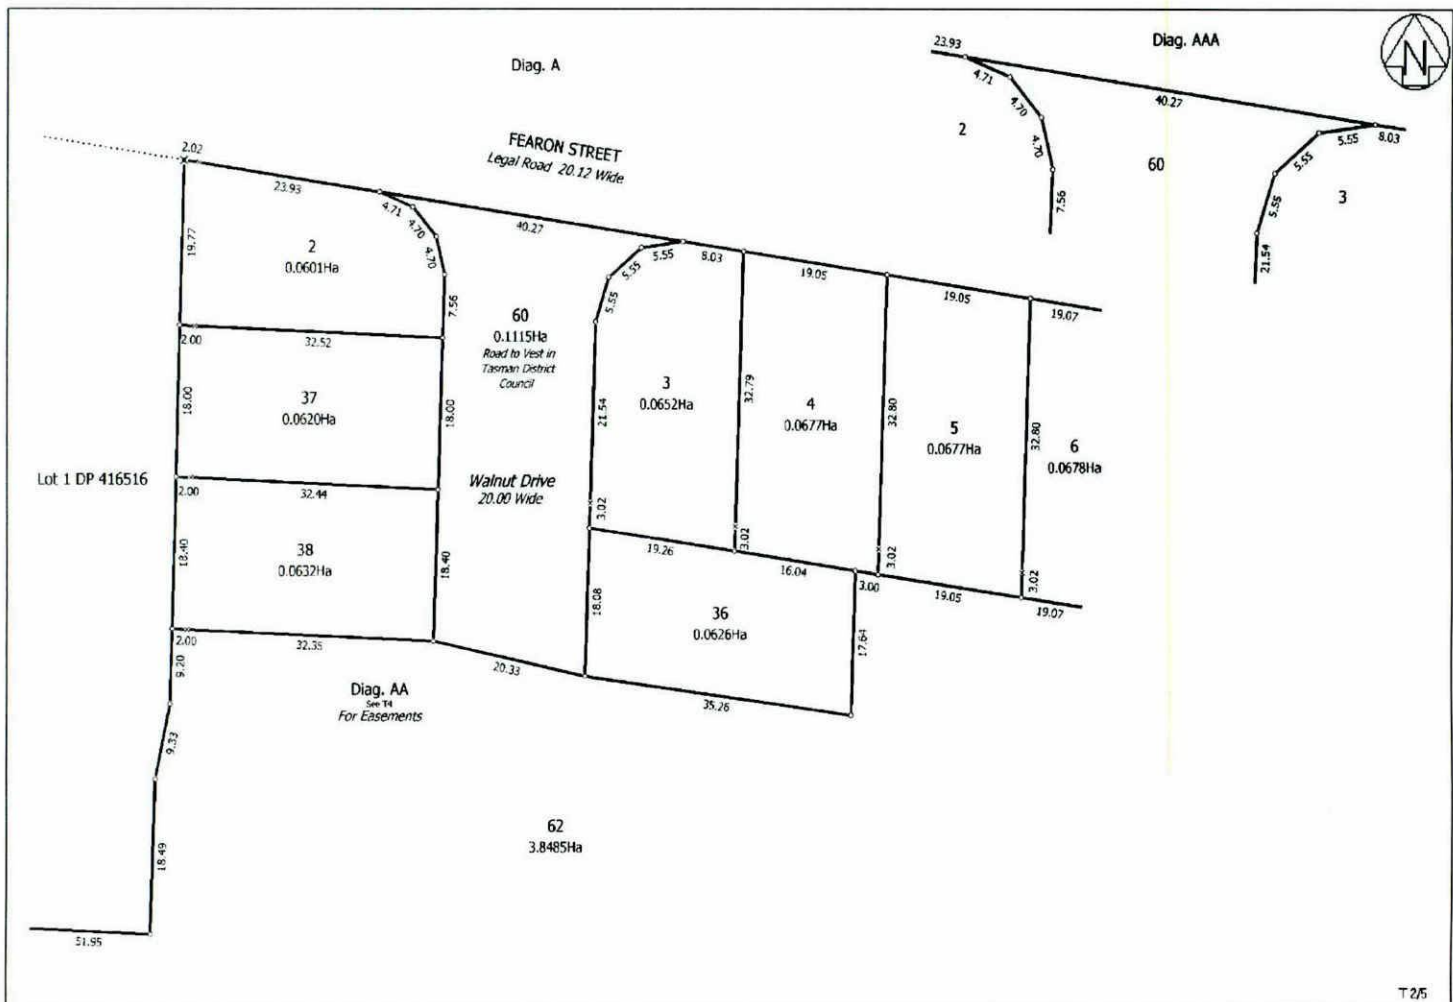 Diag. A
Diag. AAA
N
23.93
4.71
4.70
4.70
7.56
40.27
5.55
8.03
5.55
5.55
21.54
2
60
3
FEARON STREET
Legal Road 20.12 Wide
2.02
23.93
4.71
4.70
4.70
7.56
40.27
5.55
5.55
5.55
8.03
19.05
19.05
19.07
19.77
2
0.0601Ha
2.00
32.52
60
0.1115Ha
Road to Vest in
Tasman District
Council
18.00
37
0.0620Ha
18.00
21.54
3
0.0652Ha
32.79
4
0.0677Ha
32.80
5
0.0677Ha
32.80
6
0.0678Ha
Lot 1 DP 416516
2.00
32.44
Walnut Drive
20.00 Wide
3.02
3.02
3.02
3.02
19.26
16.04
3.00
19.05
19.07
18.40
38
0.0632Ha
18.40
18.08
36
0.0626Ha
17.64
2.00
32.35
20.33
35.26
9.20
Diag. AA
See T4
For Easements
9.33
18.49
62
3.8485Ha
51.95
T 2/5